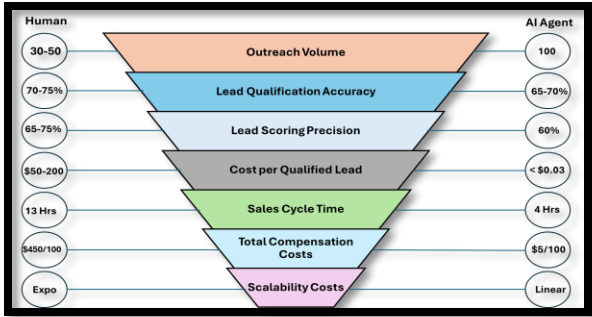 Human
AI Agent
30-50
Outreach Volume
100
70-75%
Lead Qualification Accuracy
65-70%
65-75%
Lead Scoring Precision
60%
$50-200
Cost per Qualified Lead
< $0.03
13 Hrs
Sales Cycle Time
4 Hrs
$450/100
Total Compensation
Costs
$5/100
Expo
Scalability Costs
Linear